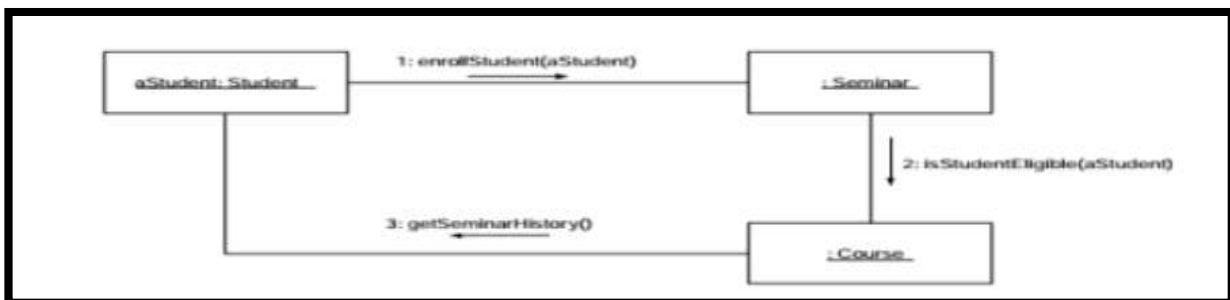 1: enrollStudent(aStudent)
aStudent: Student
: Seminar
2: isStudentEligible(aStudent)
3: getSeminarHistory()
: Course